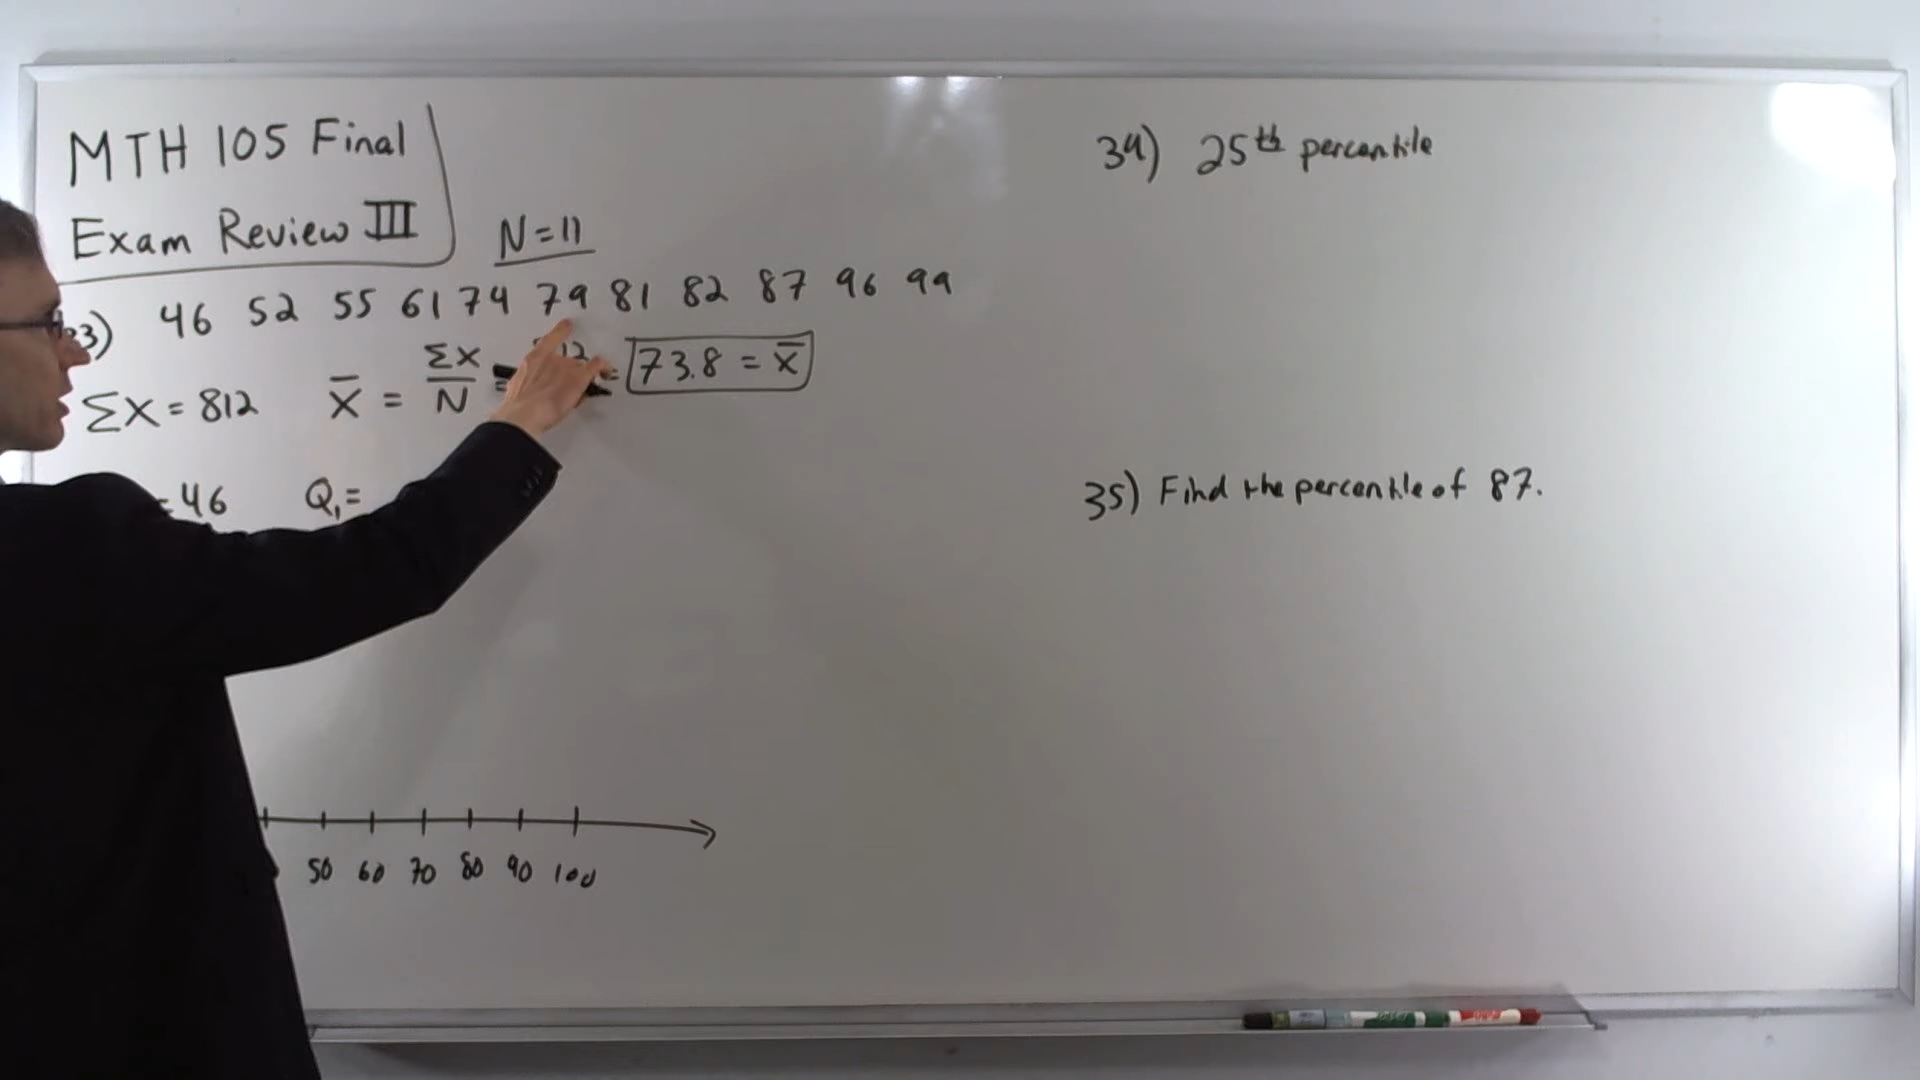 MTH 105 Final
Exam Review III
N = 11
46 52 55 61 74 79 81 82 87 96 99
Σx = 812 x̄ = Σx/N = = 73.8 = x̄
= 46 Q₁ =
50 60 70 80 90 100
34) 25th percentile
35) Find the percentile of 87.